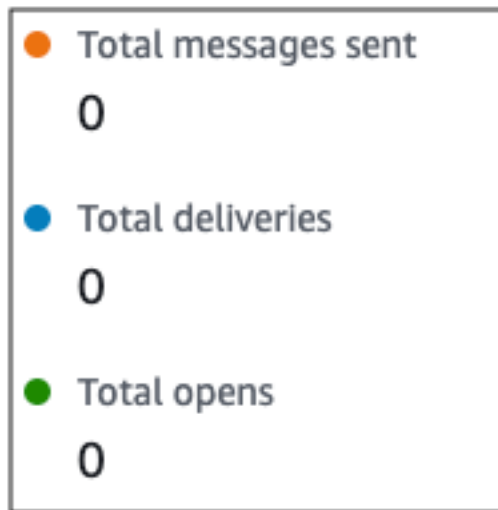 Total messages sent
0
Total deliveries
0
Total opens
0